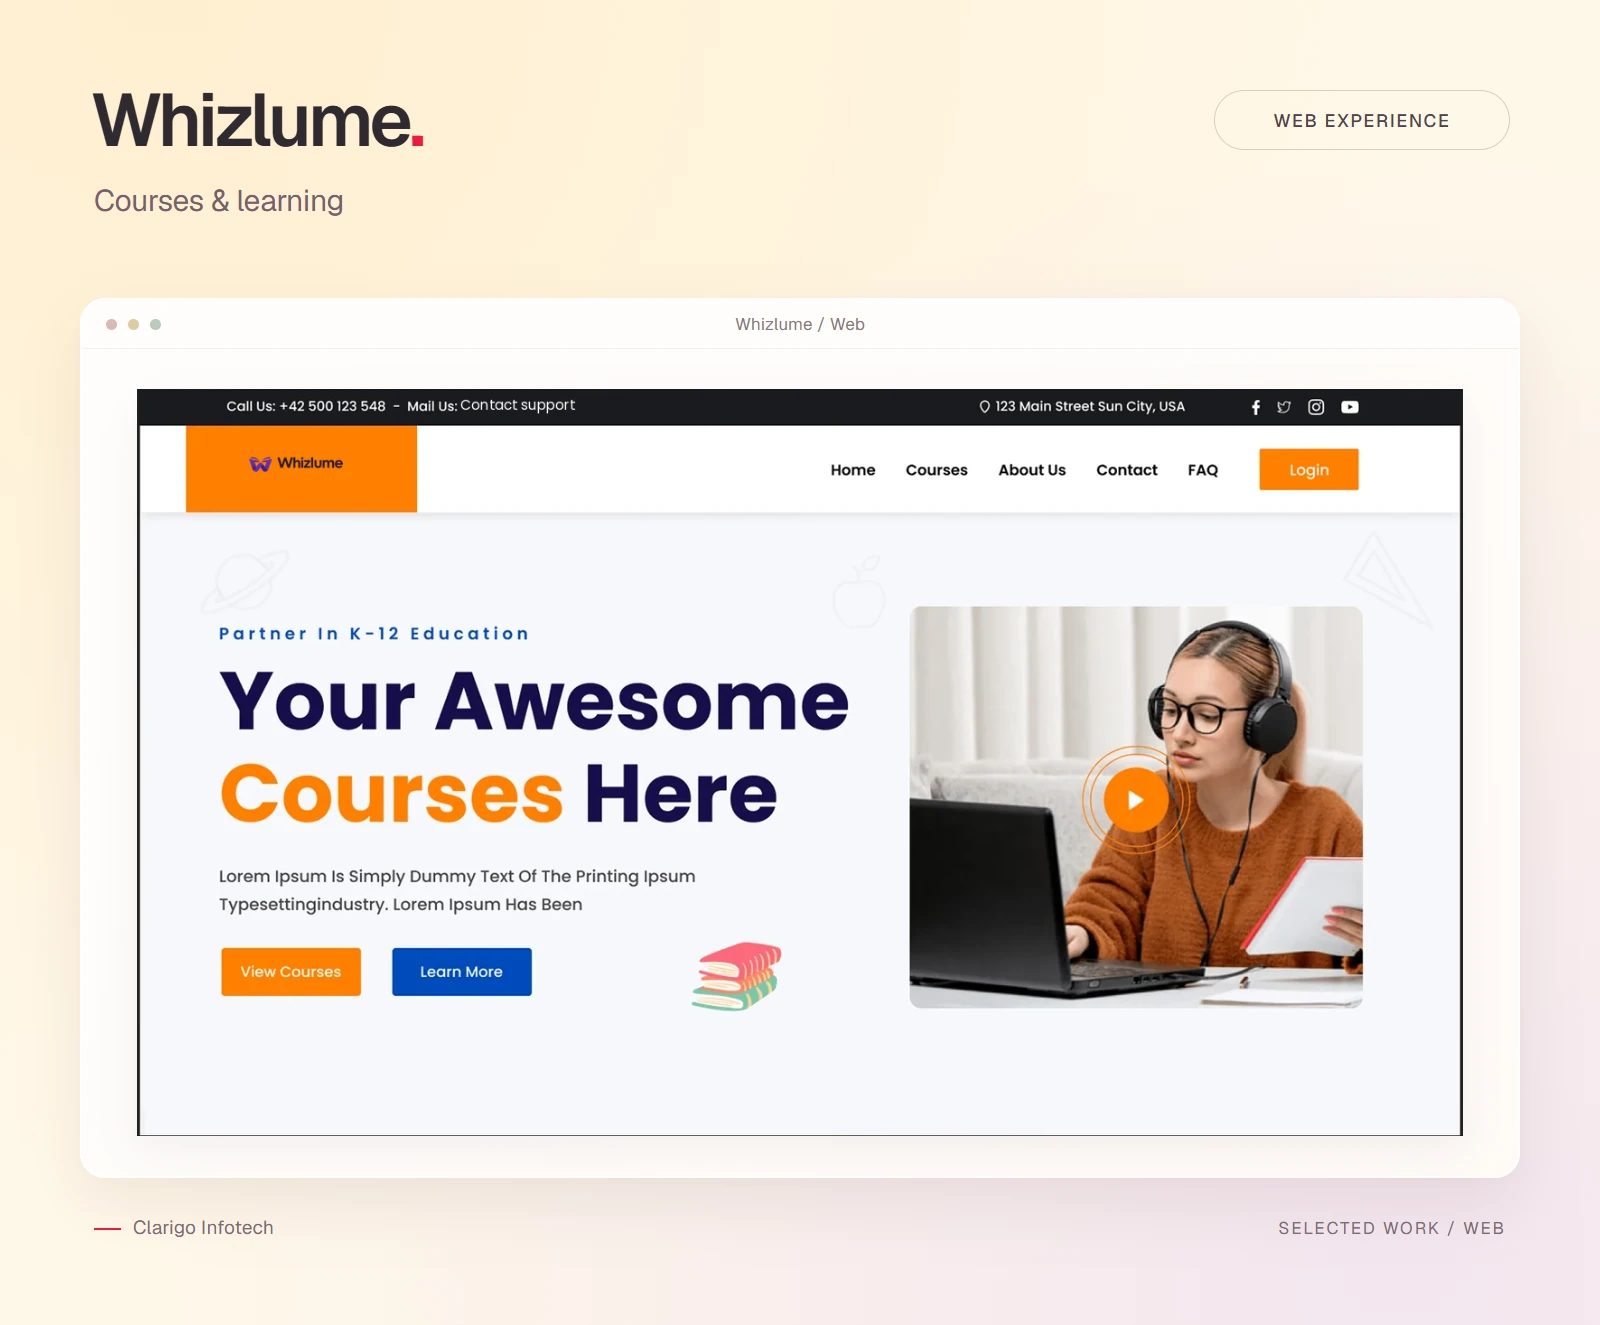 Whizlume.
WEB EXPERIENCE
Courses & learning
Whizlume / Web
Call Us: +42 500 123 548 - Mail Us: Contact support
123 Main Street Sun City, USA
Whizlume
Home Courses About Us Contact FAQ Login
Partner In K-12 Education
Your Awesome
Courses Here
Lorem Ipsum Is Simply Dummy Text Of The Printing Ipsum
Typesettingindustry. Lorem Ipsum Has Been
View Courses Learn More
Clarigo Infotech
SELECTED WORK / WEB